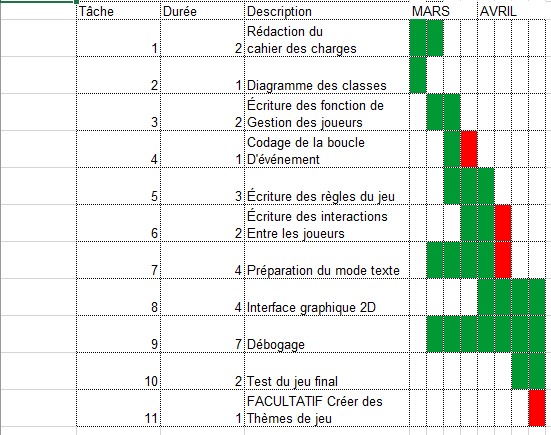 Tâche Durée Description MARS AVRIL
Rédaction du
1 2 cahier des charges
2 1 Diagramme des classes
Écriture des fonction de
3 2 Gestion des joueurs
Codage de la boucle
4 1 D'événement
5 3 Écriture des règles du jeu
Écriture des interactions
6 2 Entre les joueurs
7 4 Préparation du mode texte
8 4 Interface graphique 2D
9 7 Débogage
10 2 Test du jeu final
FACULTATIF Créer des
11 1 Thèmes de jeu